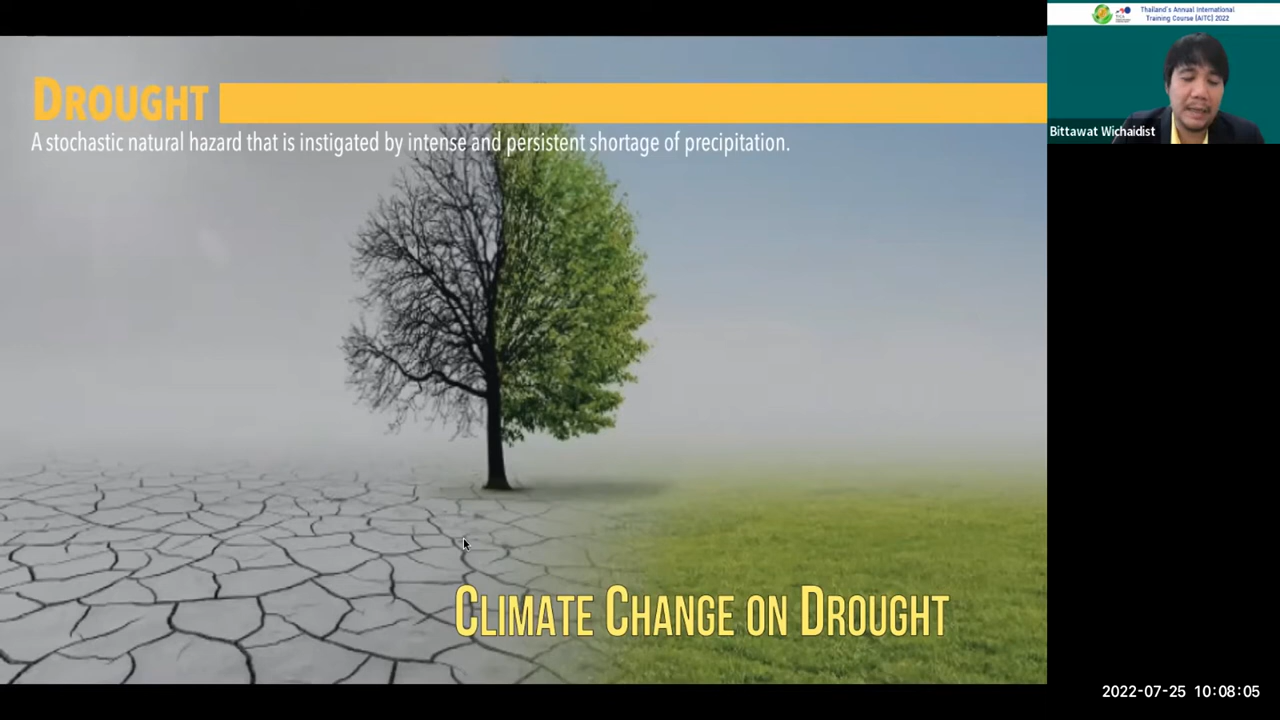 DROUGHT
A stochastic natural hazard that is instigated by intense and persistent shortage of precipitation.
CLIMATE CHANGE ON DROUGHT
Thailand's Annual International
Training Course (AITC) 2022
Bittawat Wichaidist
2022-07-25 10:08:05